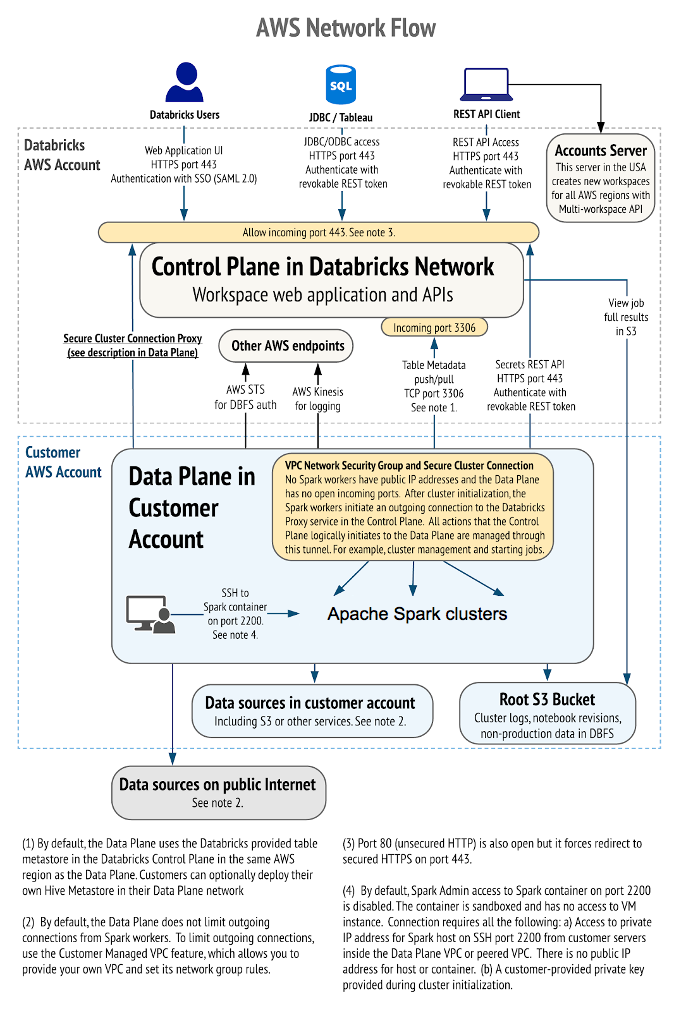 AWS Network Flow
SQL
Databricks Users
JDBC / Tableau
REST API Client
Databricks
AWS Account
Web Application UI
HTTPS port 443
Authentication with SSO (SAML 2.0)
JDBC/ODBC access
HTTPS port 443
Authenticate with
revokable REST token
REST API Access
HTTPS port 443
Authenticate with
revokable REST token
Accounts Server
This server in the USA
creates new workspaces
for all AWS regions with
Multi-workspace API
Allow incoming port 443. See note 3.
Control Plane in Databricks Network
Workspace web application and APIs
View job
full results
in S3
Incoming port 3306
Secure Cluster Connection Proxy
(see description in Data Plane)
Other AWS endpoints
AWS STS
for DBFS auth
AWS Kinesis
for logging
Table Metadata
push/pull
TCP port 3306
See note 1.
Secrets REST API
HTTPS port 443
Authenticate with
revokable REST token
Customer
AWS Account
Data Plane in
Customer
Account
VPC Network Security Group and Secure Cluster Connection
No Spark workers have public IP addresses and the Data Plane
has no open incoming ports. After cluster initialization, the
Spark workers initiate an outgoing connection to the Databricks
Proxy service in the Control Plane. All actions that the Control
Plane logically initiates to the Data Plane are managed through
this tunnel. For example, cluster management and starting jobs.
SSH to
Spark container
on port 2200.
See note 4.
Apache Spark clusters
Data sources in customer account
Including S3 or other services. See note 2.
Root S3 Bucket
Cluster logs, notebook revisions,
non-production data in DBFS
Data sources on public Internet
See note 2.
(1) By default, the Data Plane uses the Databricks provided table
metastore in the Databricks Control Plane in the same AWS
region as the Data Plane. Customers can optionally deploy their
own Hive Metastore in their Data Plane network
(2) By default, the Data Plane does not limit outgoing
connections from Spark workers. To limit outgoing connections,
use the Customer Managed VPC feature, which allows you to
provide your own VPC and set its network group rules.
(3) Port 80 (unsecured HTTP) is also open but it forces redirect to
secured HTTPS on port 443.
(4) By default, Spark Admin access to Spark container on port 2200
is disabled. The container is sandboxed and has no access to VM
instance. Connection requires all the following: a) Access to private
IP address for Spark host on SSH port 2200 from customer servers
inside the Data Plane VPC or peered VPC. There is no public IP
address for host or container. (b) A customer-provided private key
provided during cluster initialization.